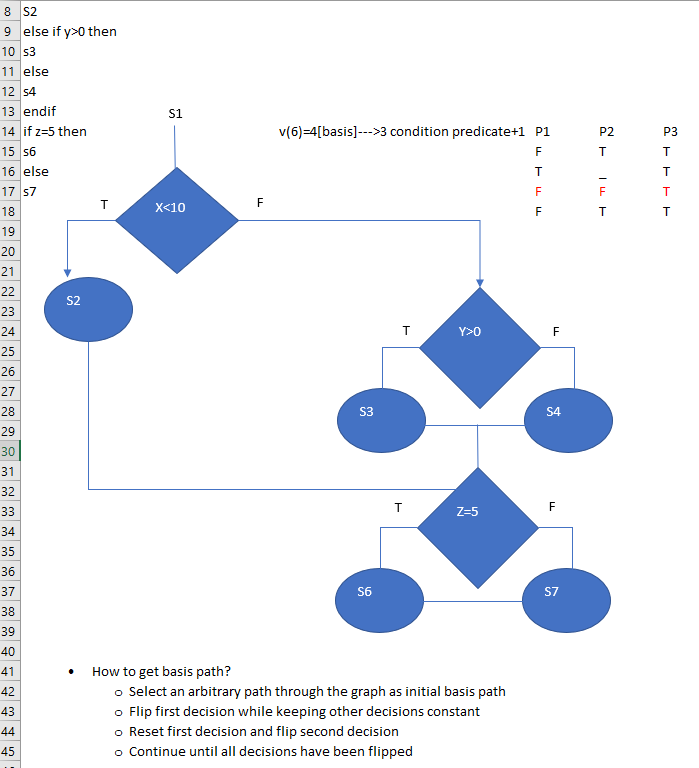 8 S2
9 else if y>0 then
10 s3
11 else
12 s4
13 endif S1
14 if z=5 then v(6)=4[basis]--->3 condition predicate+1 P1 P2 P3
15 s6 F T T
16 else T _ T
17 s7 F F T
18 F T T
T X<10 F
19
20
21
22 S2
23
24 T Y>0 F
25
26
27
28 S3 S4
29
30
31
32
33 T Z=5 F
34
35
36
37 S6 S7
38
39
40
41 • How to get basis path?
42 o Select an arbitrary path through the graph as initial basis path
43 o Flip first decision while keeping other decisions constant
44 o Reset first decision and flip second decision
45 o Continue until all decisions have been flipped